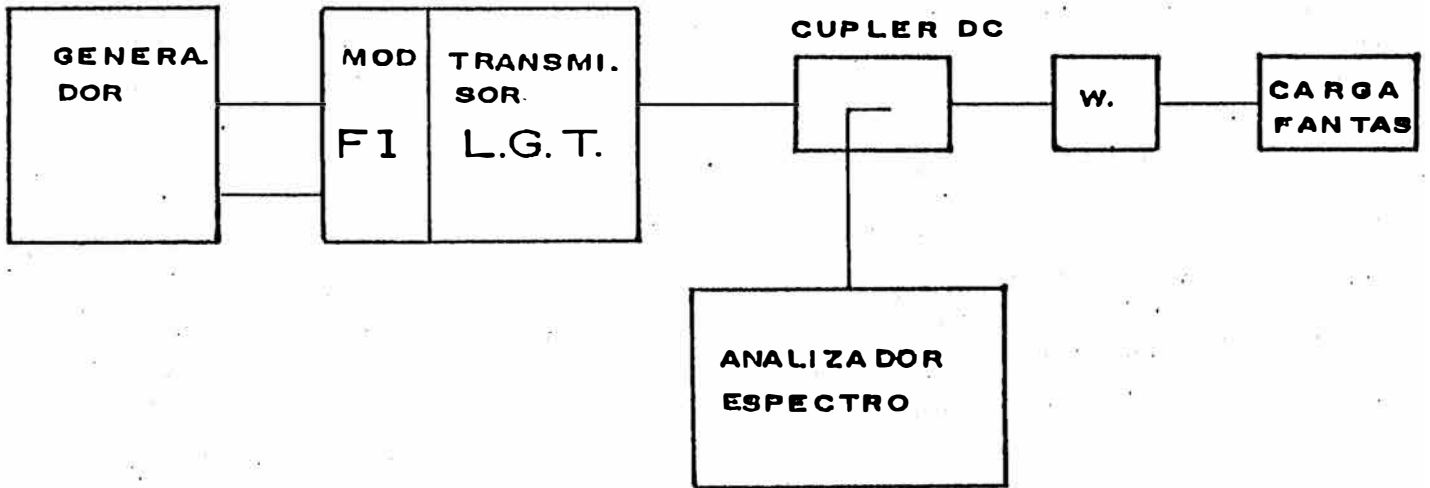 GENERA.
DOR
MOD
FI
TRANSMI.
SOR.
L.G.T.
CUPLER DC
W.
CARGA
FANTAS
ANALIZADOR
ESPECTRO